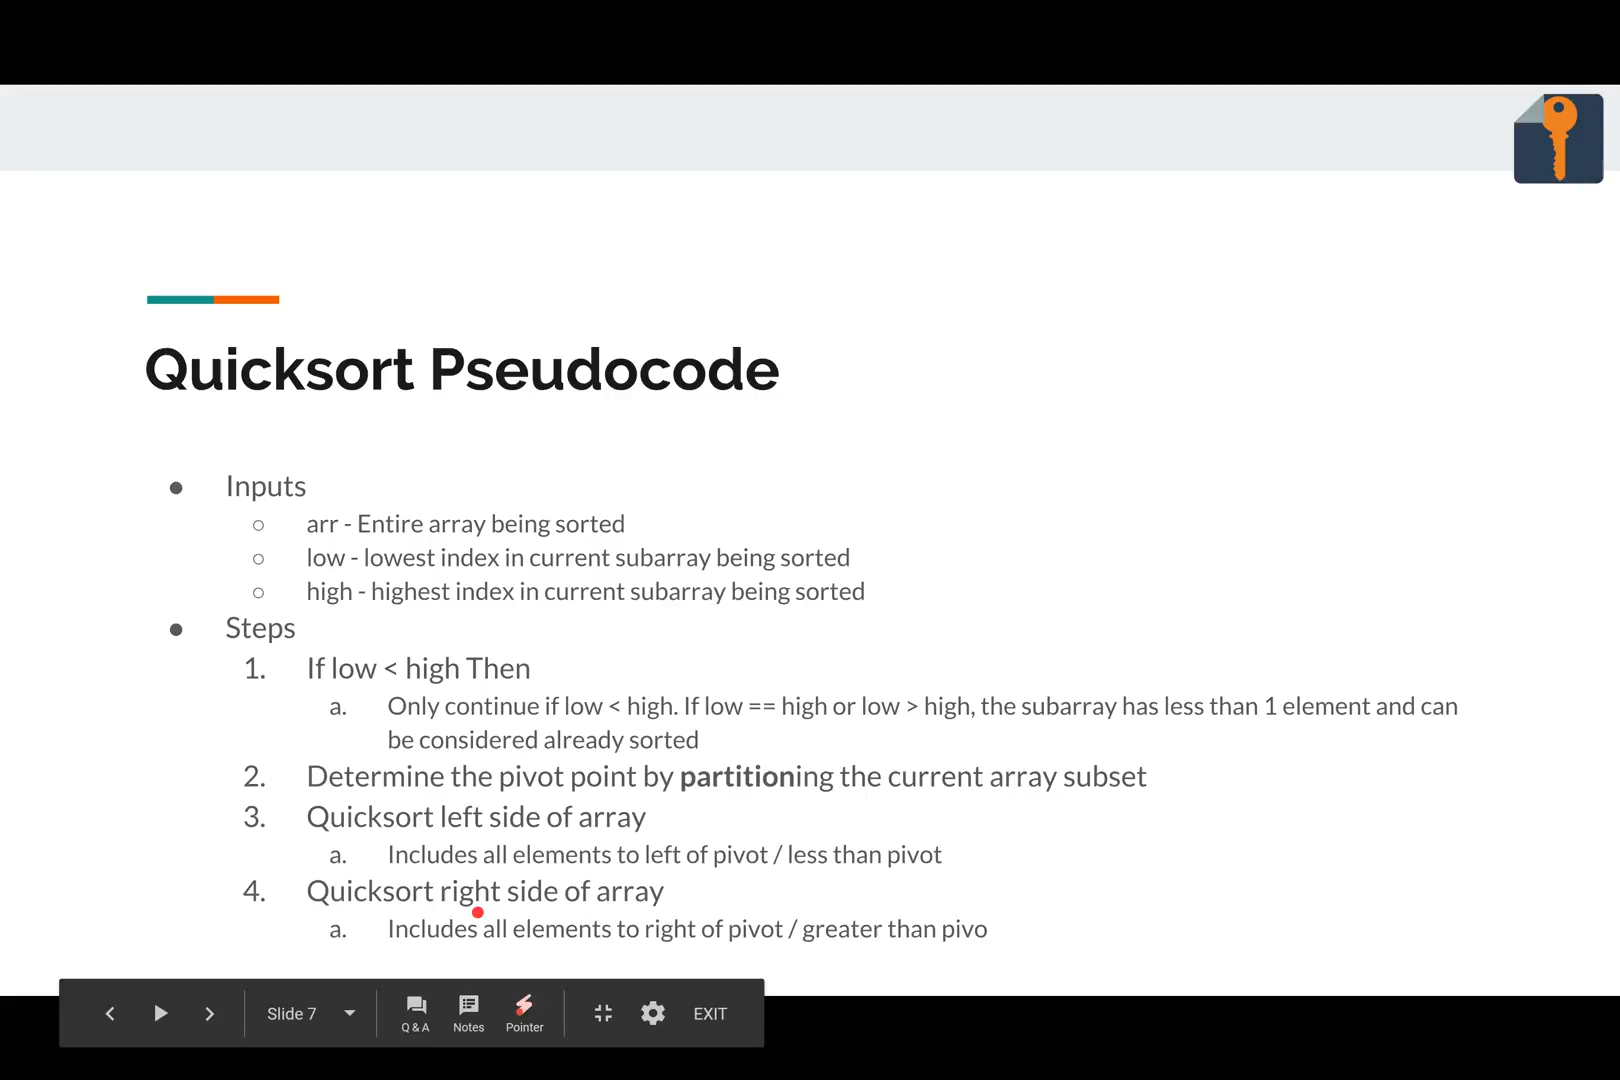 Quicksort Pseudocode
● Inputs
○ arr - Entire array being sorted
○ low - lowest index in current subarray being sorted
○ high - highest index in current subarray being sorted
● Steps
1. If low < high Then
a. Only continue if low < high. If low == high or low > high, the subarray has less than 1 element and can
be considered already sorted
2. Determine the pivot point by partitioning the current array subset
3. Quicksort left side of array
a. Includes all elements to left of pivot / less than pivot
4. Quicksort right side of array
a. Includes all elements to right of pivot / greater than pivo
Slide 7
Q & A
Notes
Pointer
EXIT